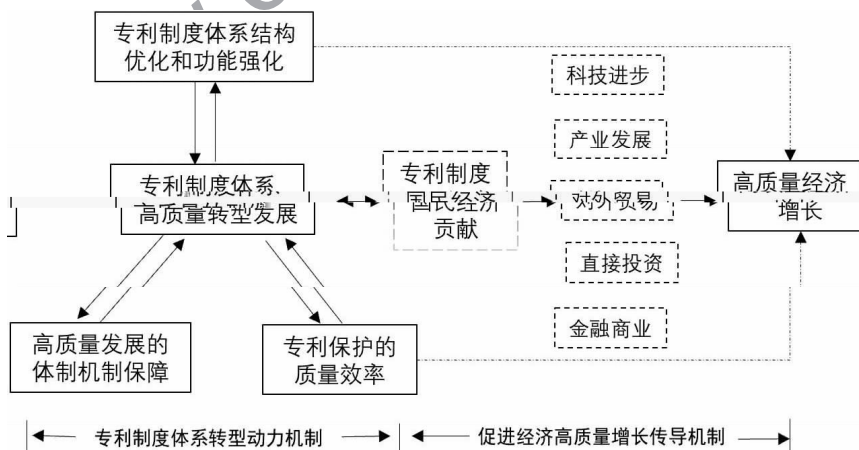 专利制度体系结构
优化和功能强化
科技进步
产业发展
专利制度体系
高质量转型发展
专利制度
国民经济
贡献
对外贸易
高质量经济
增长
直接投资
金融商业
高质量发展的
体制机制保障
专利保护的
质量效率
专利制度体系转型动力机制
促进经济高质量增长传导机制